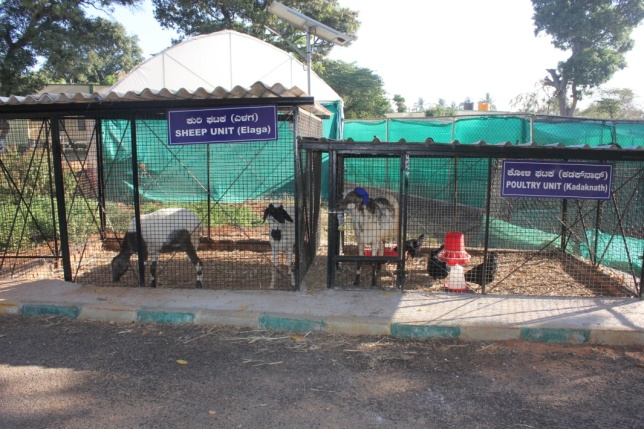 ಕುರಿ ಘಟಕ (ಎಳಗ)
SHEEP UNIT (Elaga)
ಕೋಳಿ ಘಟಕ (ಕಡಕ್‌ನಾಥ್)
POULTRY UNIT (Kadaknath)